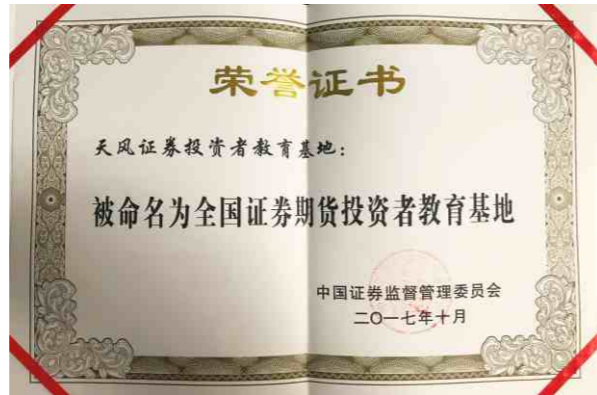 荣誉证书
天风证券投资者教育基地：
被命名为全国证券期货投资者教育基地
中国证券监督管理委员会
二〇一七年十月